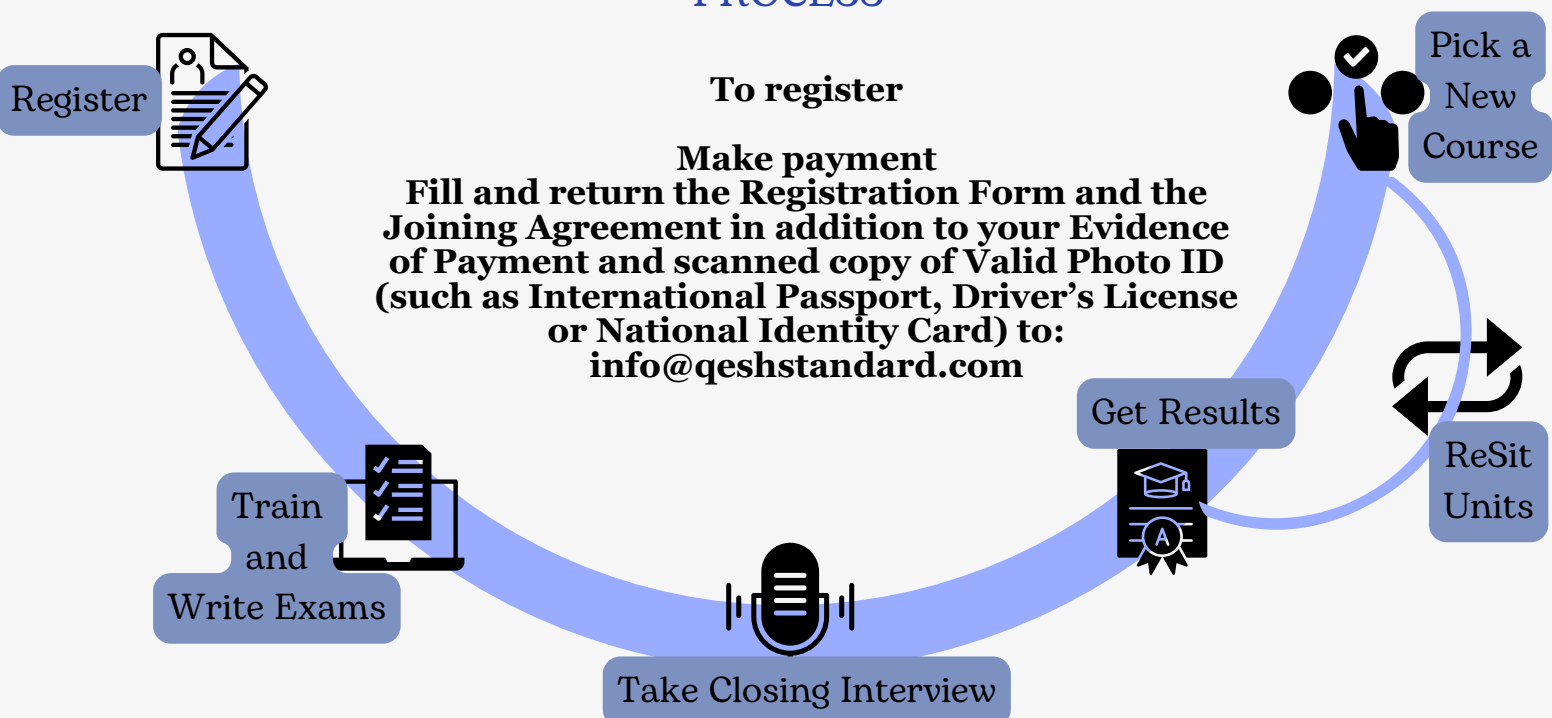 PROCESS
Register
To register
Make payment
Fill and return the Registration Form and the
Joining Agreement in addition to your Evidence
of Payment and scanned copy of Valid Photo ID
(such as International Passport, Driver’s License
or National Identity Card) to:
info@qeshstandard.com
Pick a
New
Course
Get Results
A
ReSit
Units
Train
and
Write Exams
Take Closing Interview